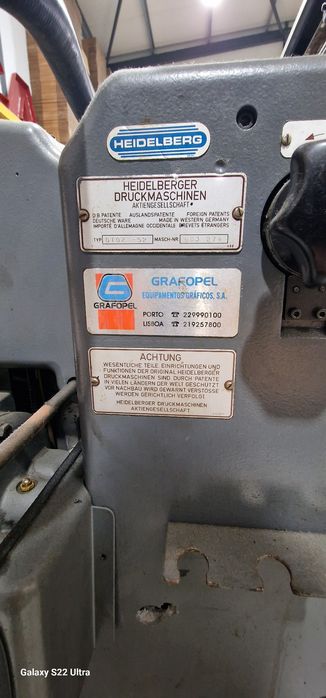 HEIDELBERG
HEIDELBERGER
DRUCKMASCHINEN
AKTIENGESELLSCHAFT
D.B. PATENTE AUSLANDSPATENTE FOREIGN PATENTS
DEUTSCHE WARE MADE IN WESTERN GERMANY
IMPORTÉ D'ALLEMAGNE OCCIDENTALE BREVETS ÉTRANGERS
TYP MASCH-NR
G
GRAFOPEL
GRAFOPEL
EQUIPAMENTOS GRÁFICOS, S.A.
PORTO ☎ 229990100
LISBOA ☎ 219257800
ACHTUNG
WESENTLICHE TEILE, EINRICHTUNGEN UND
FUNKTIONEN DER ORIGINAL HEIDELBERGER
DRUCKMASCHINEN SIND DURCH PATENTE
IN VIELEN LÄNDERN DER WELT GESCHÜTZT
VOR NACHBAU WIRD GEWARNT. VERSTÖSSE
WERDEN GERICHTLICH VERFOLGT
HEIDELBERGER DRUCKMASCHINEN
AKTIENGESELLSCHAFT
Galaxy S22 Ultra